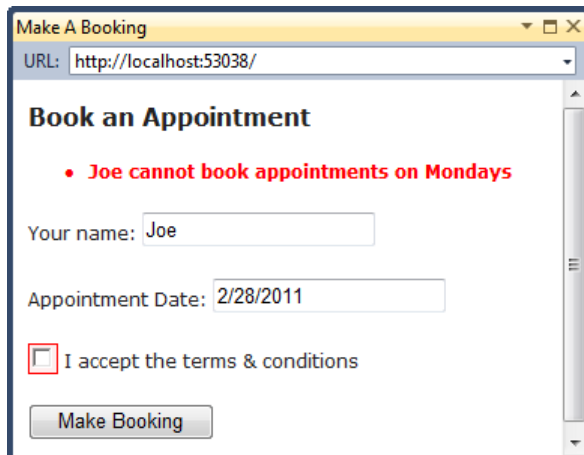 Make A Booking
URL: http://localhost:53038/
Book an Appointment
• Joe cannot book appointments on Mondays
Your name: Joe
Appointment Date: 2/28/2011
I accept the terms & conditions
Make Booking